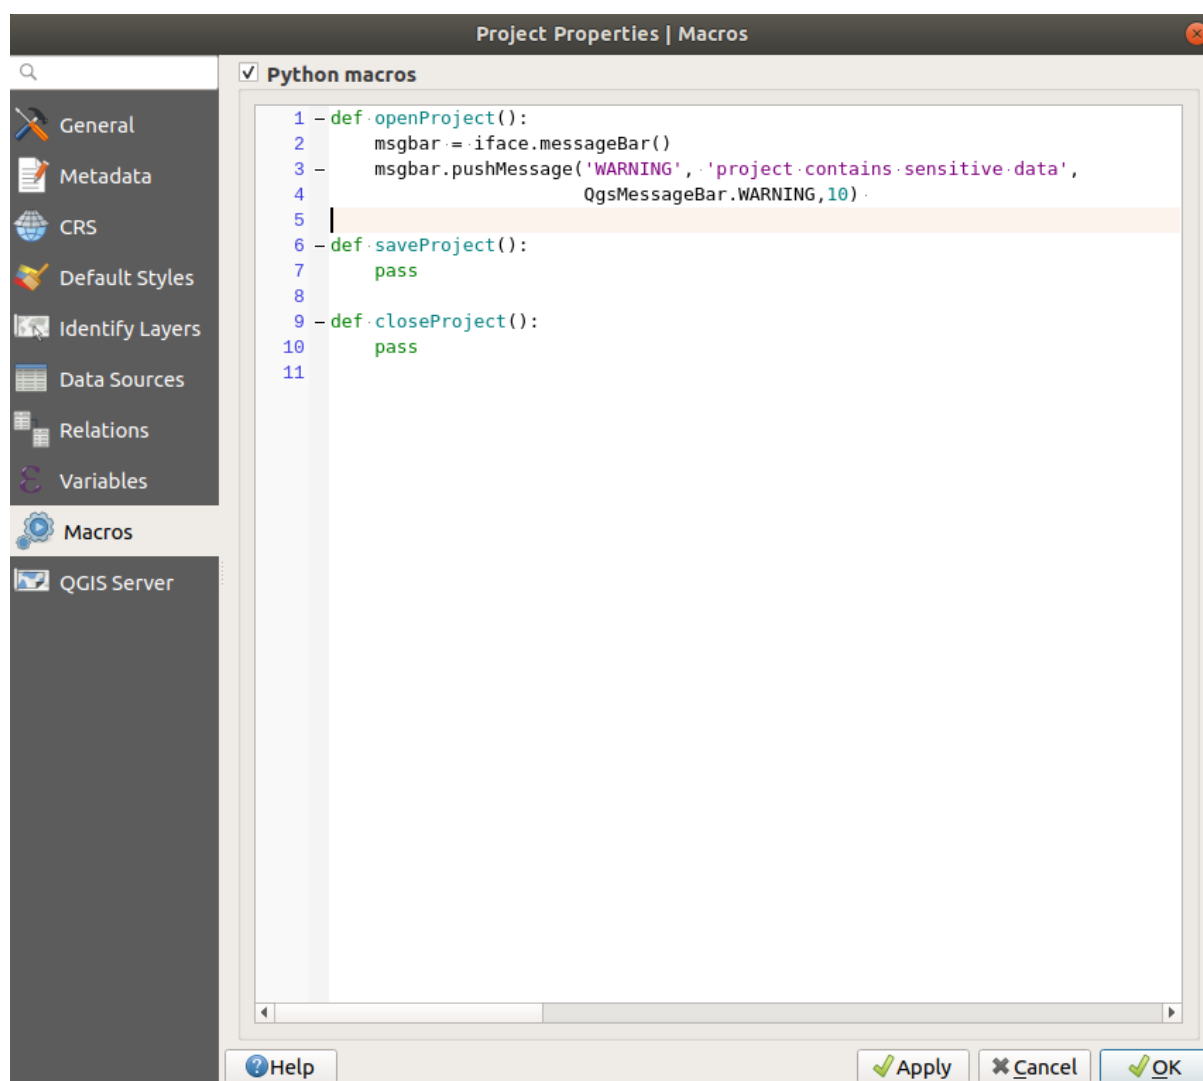 Project Properties | Macros
Python macros
General
Metadata
CRS
Default Styles
Identify Layers
Data Sources
Relations
Variables
Macros
QGIS Server
1 def openProject():
2     msgbar = iface.messageBar()
3     msgbar.pushMessage('WARNING', 'project contains sensitive data',
4                        QgsMessageBar.WARNING,10)
5
6 def saveProject():
7     pass
8
9 def closeProject():
10     pass
11
Help
Apply
Cancel
OK